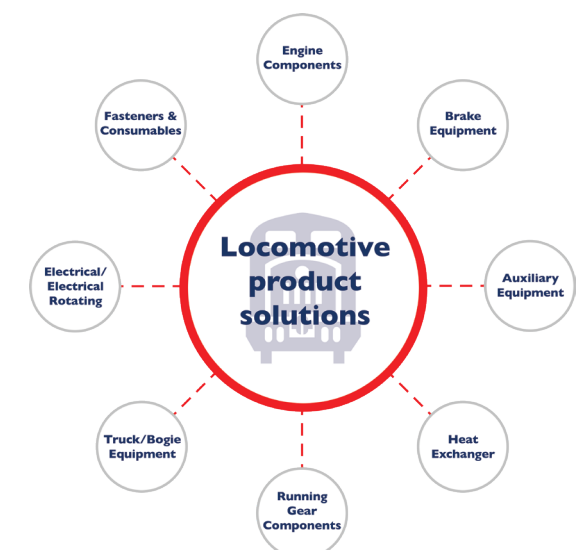 Engine
Components
Fasteners &
Consumables
Brake
Equipment
Locomotive
product
solutions
Electrical/
Electrical
Rotating
Auxiliary
Equipment
Truck/Bogie
Equipment
Heat
Exchanger
Running
Gear
Components